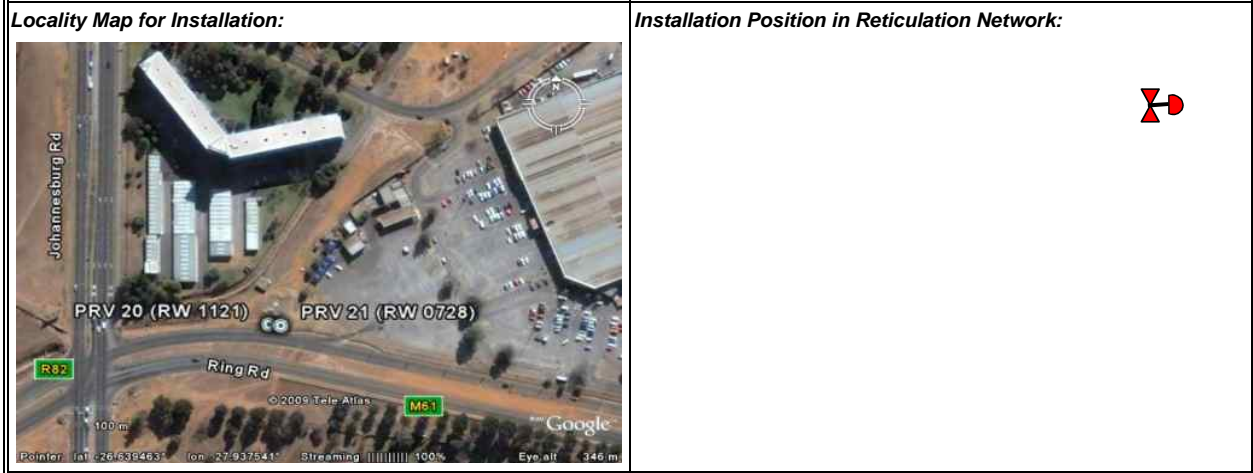 Locality Map for Installation:
Installation Position in Reticulation Network:
N
Johannesburg Rd
PRV 20 (RW 1121)
PRV 21 (RW 0728)
R82
Ring Rd
© 2009 Tele Atlas
M61
100 m
Google
Pointer lat -26.639463° lon -27.937541° Streaming ||||||||| 100% Eye alt 346 m